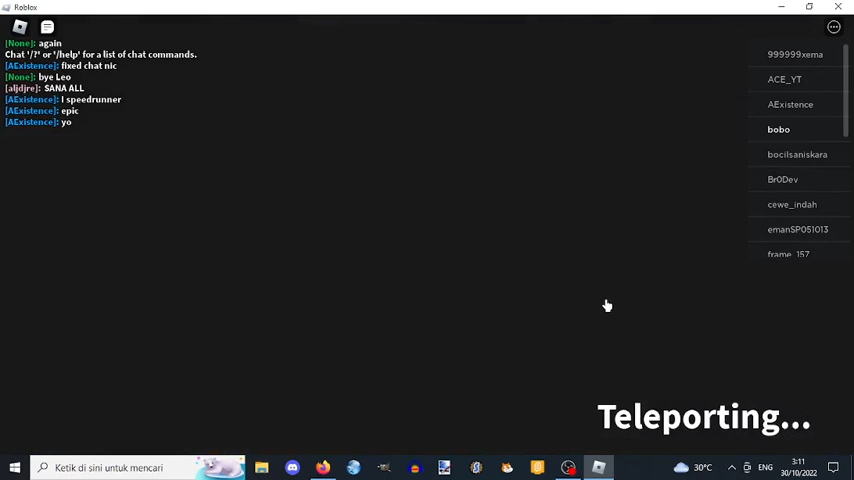 Roblox
[None]: again
Chat '/?' or '/help' for a list of chat commands.
[AExistence]: fixed chat nic
[None]: bye Leo
[aljdjre]: SANA ALL
[AExistence]: I speedrunner
[AExistence]: epic
[AExistence]: yo
999999xema
ACE_YT
AExistence
bobo
bocilsaniskara
Br0Dev
cewe_indah
emanSP051013
frame_157
Teleporting...
Ketik di sini untuk mencari
30°C
ENG
3:11
30/10/2022